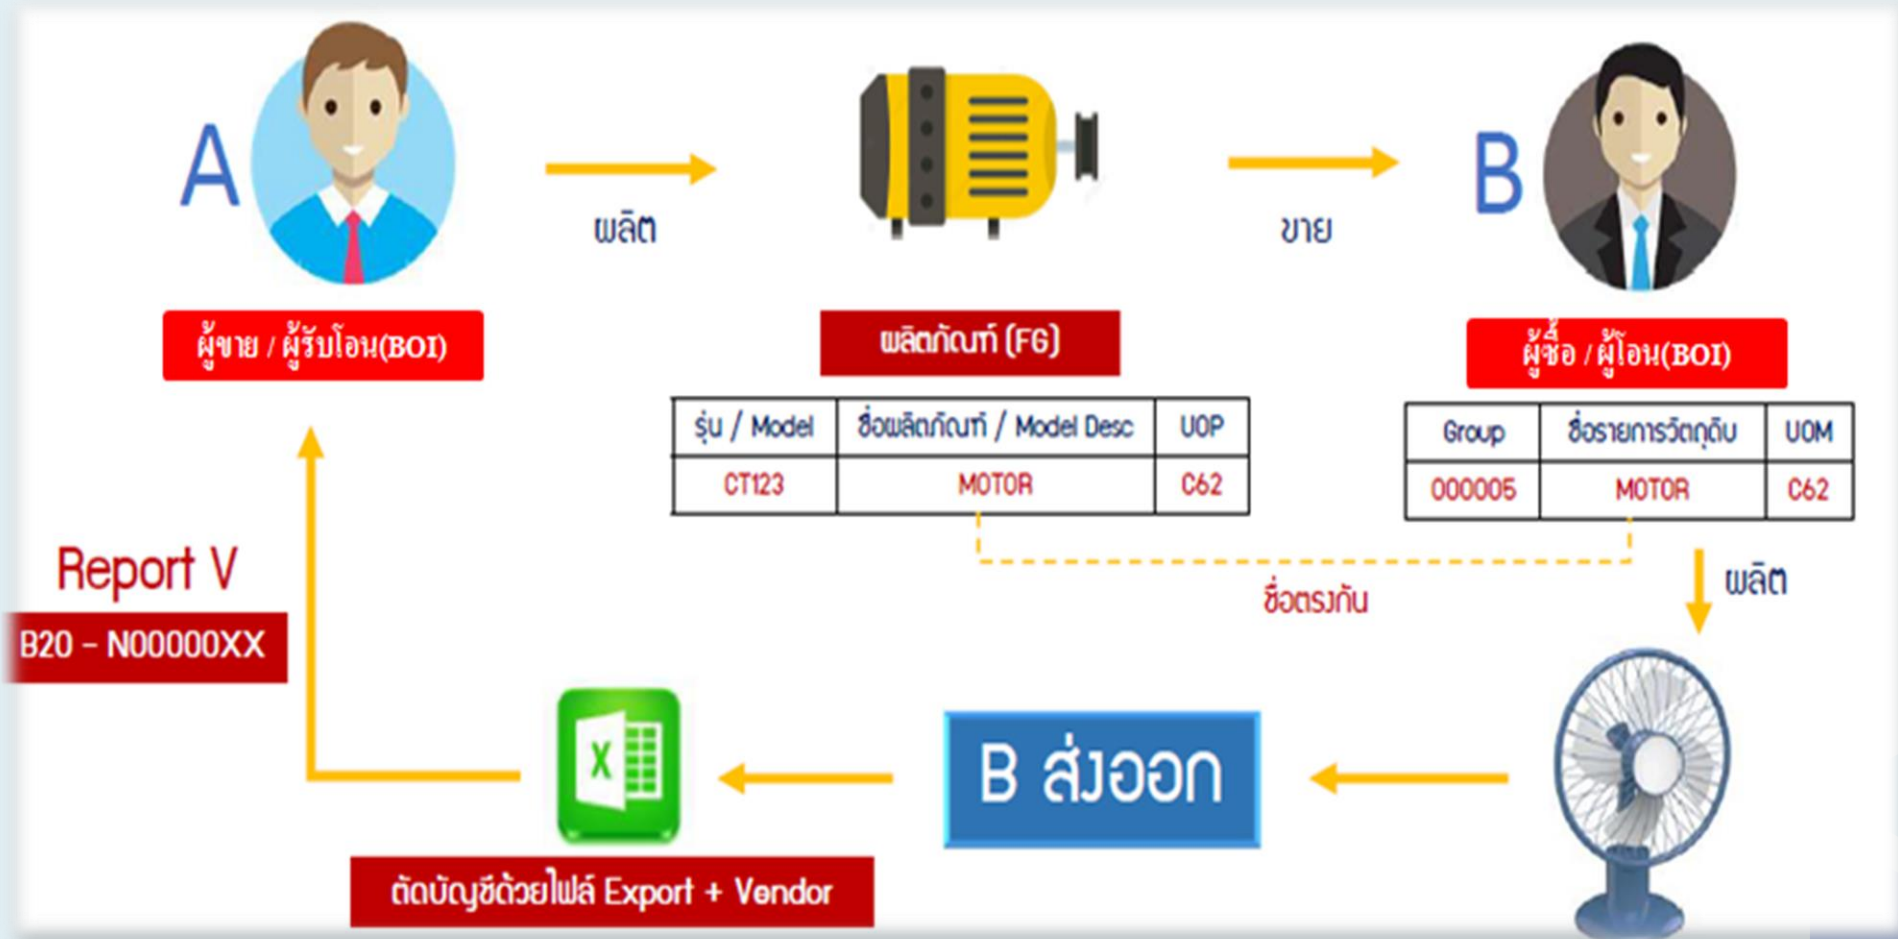 A
B
ผลิต
ขาย
ผู้ขาย / ผู้รับโอน(BOI)
ผลิตภัณฑ์ (FG)
ผู้ซื้อ / ผู้โอน(BOI)
รุ่น / Model ชื่อผลิตภัณฑ์ / Model Desc UOP
CT123 MOTOR C62
Group ชื่อรายการวัตถุดิบ UOM
000005 MOTOR C62
ชื่อตรงกัน
ผลิต
Report V
B20 - N00000XX
X
B ส่งออก
ตัดบัญชีด้วยไฟล์ Export + Vendor